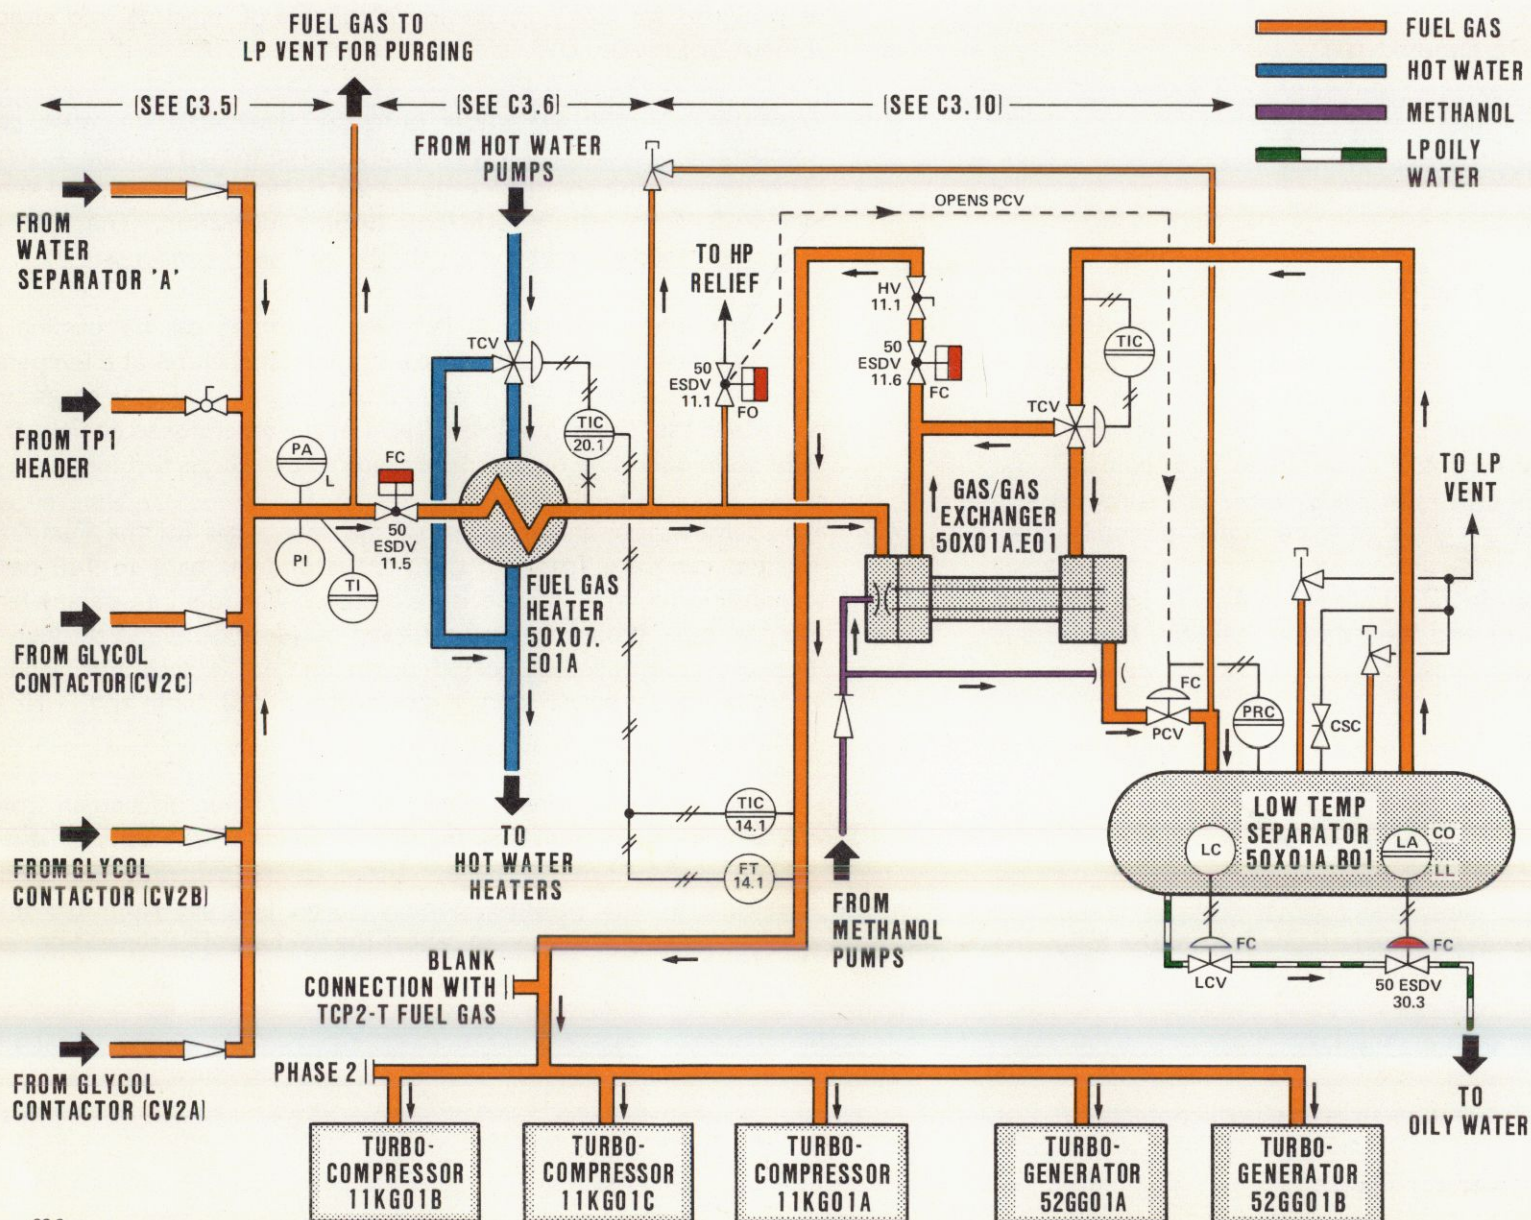 FUEL GAS TO
LP VENT FOR PURGING
FUEL GAS
HOT WATER
METHANOL
LP OILY
WATER
(SEE C3.5)
(SEE C3.6)
(SEE C3.10)
FROM HOT WATER
PUMPS
FROM
WATER
SEPARATOR 'A'
OPENS PCV
TO HP
RELIEF
HV
11.1
TCV
50
ESDV
11.1
FO
50
ESDV
11.6
FC
TIC
TCV
TIC
20.1
FROM TP1
HEADER
PA
L
FC
50
ESDV
11.5
PI
TI
GAS/GAS
EXCHANGER
50X01A.E01
TO LP
VENT
FUEL GAS
HEATER
50X07.
E01A
FROM GLYCOL
CONTACTOR (CV2C)
FC
PCV
PRC
CSC
TO
HOT WATER
HEATERS
TIC
14.1
FT
14.1
LOW TEMP
SEPARATOR
50X01A.B01
LC
LA
CO
LL
FROM GLYCOL
CONTACTOR (CV2B)
FROM
METHANOL
PUMPS
FC
LCV
FC
50 ESDV
30.3
BLANK
CONNECTION WITH
TCP2-T FUEL GAS
FROM GLYCOL
CONTACTOR (CV2A)
PHASE 2
TO
OILY WATER
TURBO-
COMPRESSOR
11KG01B
TURBO-
COMPRESSOR
11KG01C
TURBO-
COMPRESSOR
11KG01A
TURBO-
GENERATOR
52GG01A
TURBO-
GENERATOR
52GG01B